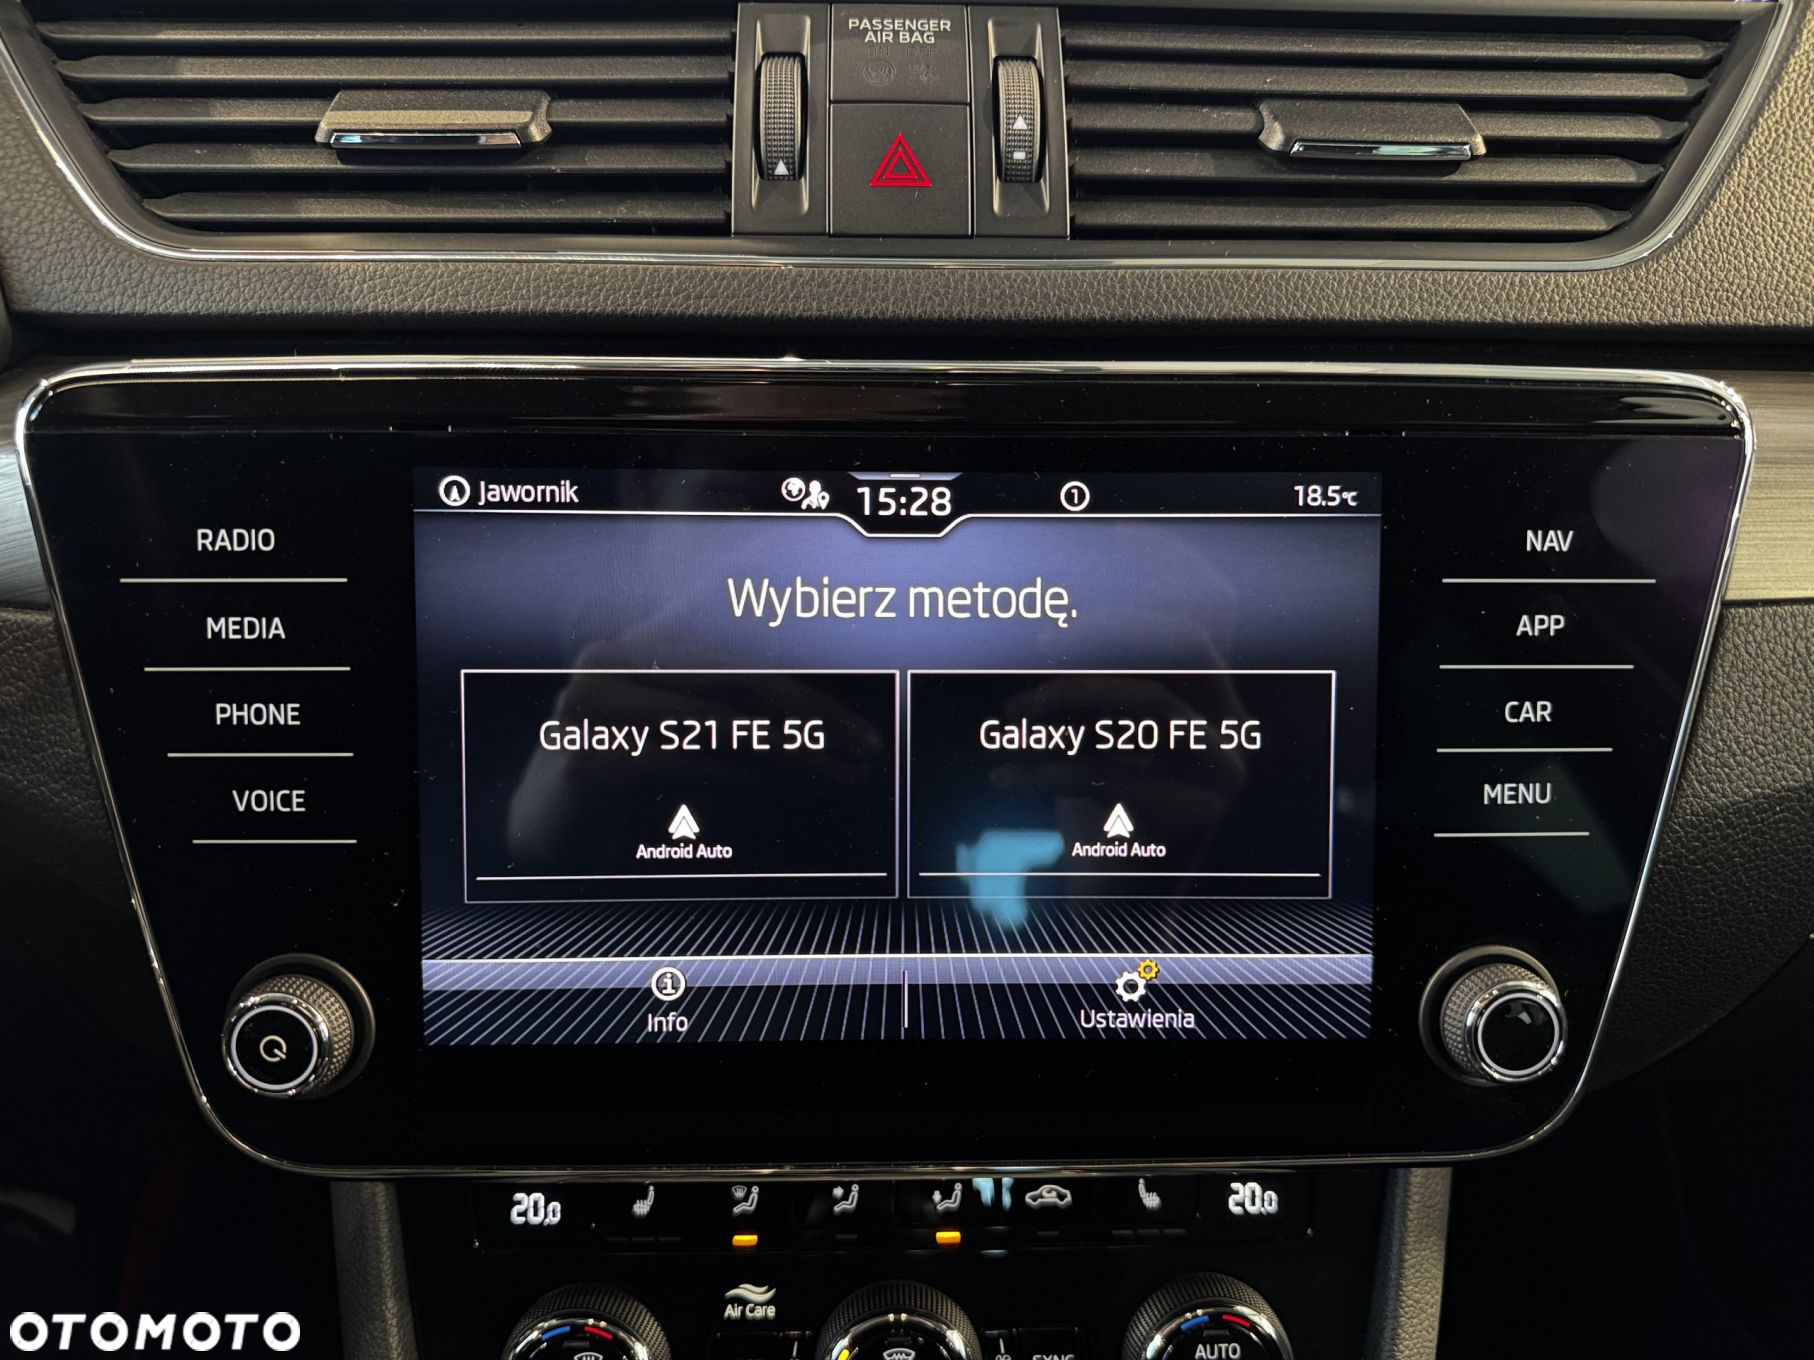 PASSENGER
AIR BAG
Jawornik
15:28
1
18.5°C
Wybierz metodę.
RADIO
MEDIA
PHONE
VOICE
Galaxy S21 FE 5G
Android Auto
Galaxy S20 FE 5G
Android Auto
Info
Ustawienia
NAV
APP
CAR
MENU
20,0
20,0
Air Care
AUTO
SYNC
OTOMOTO